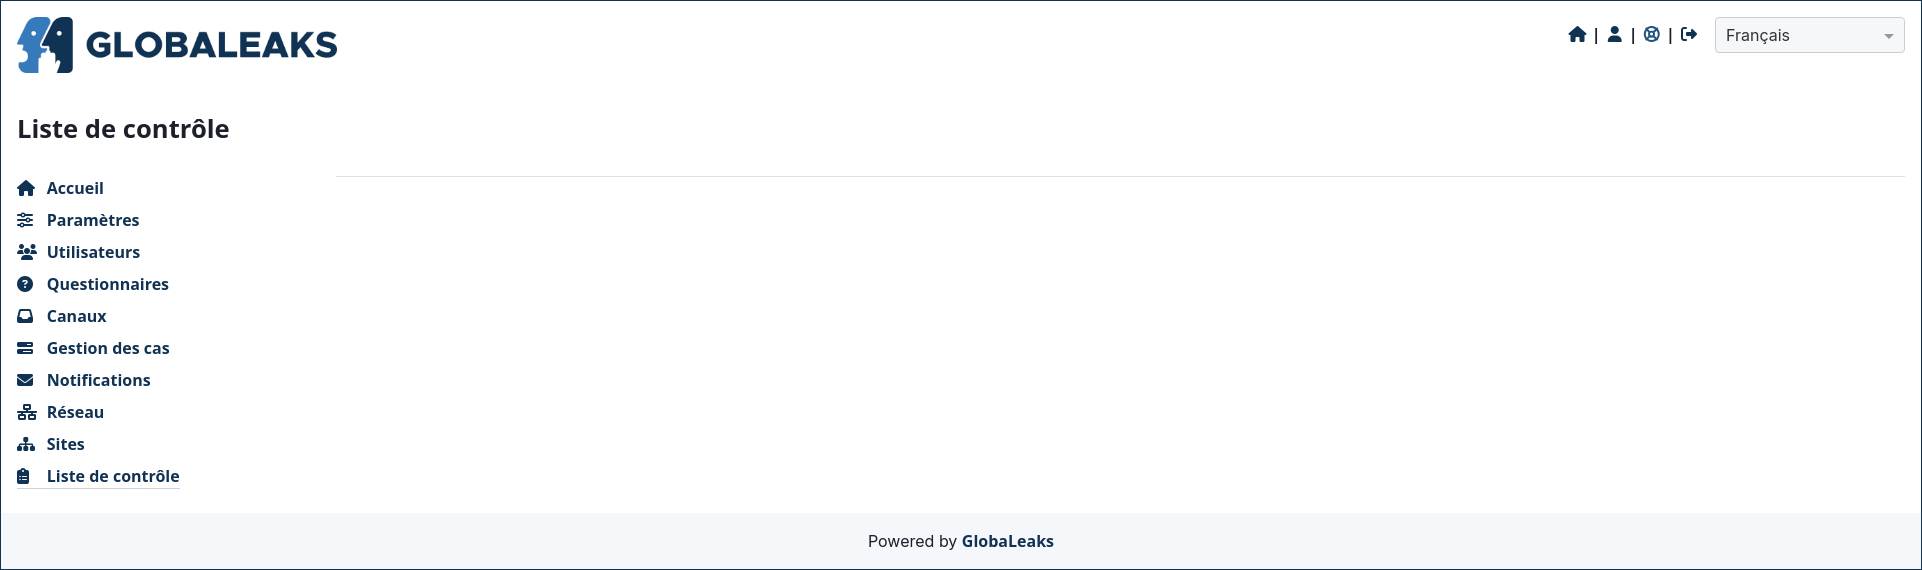 GLOBALEAKS
| | | Français
Liste de contrôle
Accueil
Paramètres
Utilisateurs
Questionnaires
Canaux
Gestion des cas
Notifications
Réseau
Sites
Liste de contrôle
Powered by GlobaLeaks